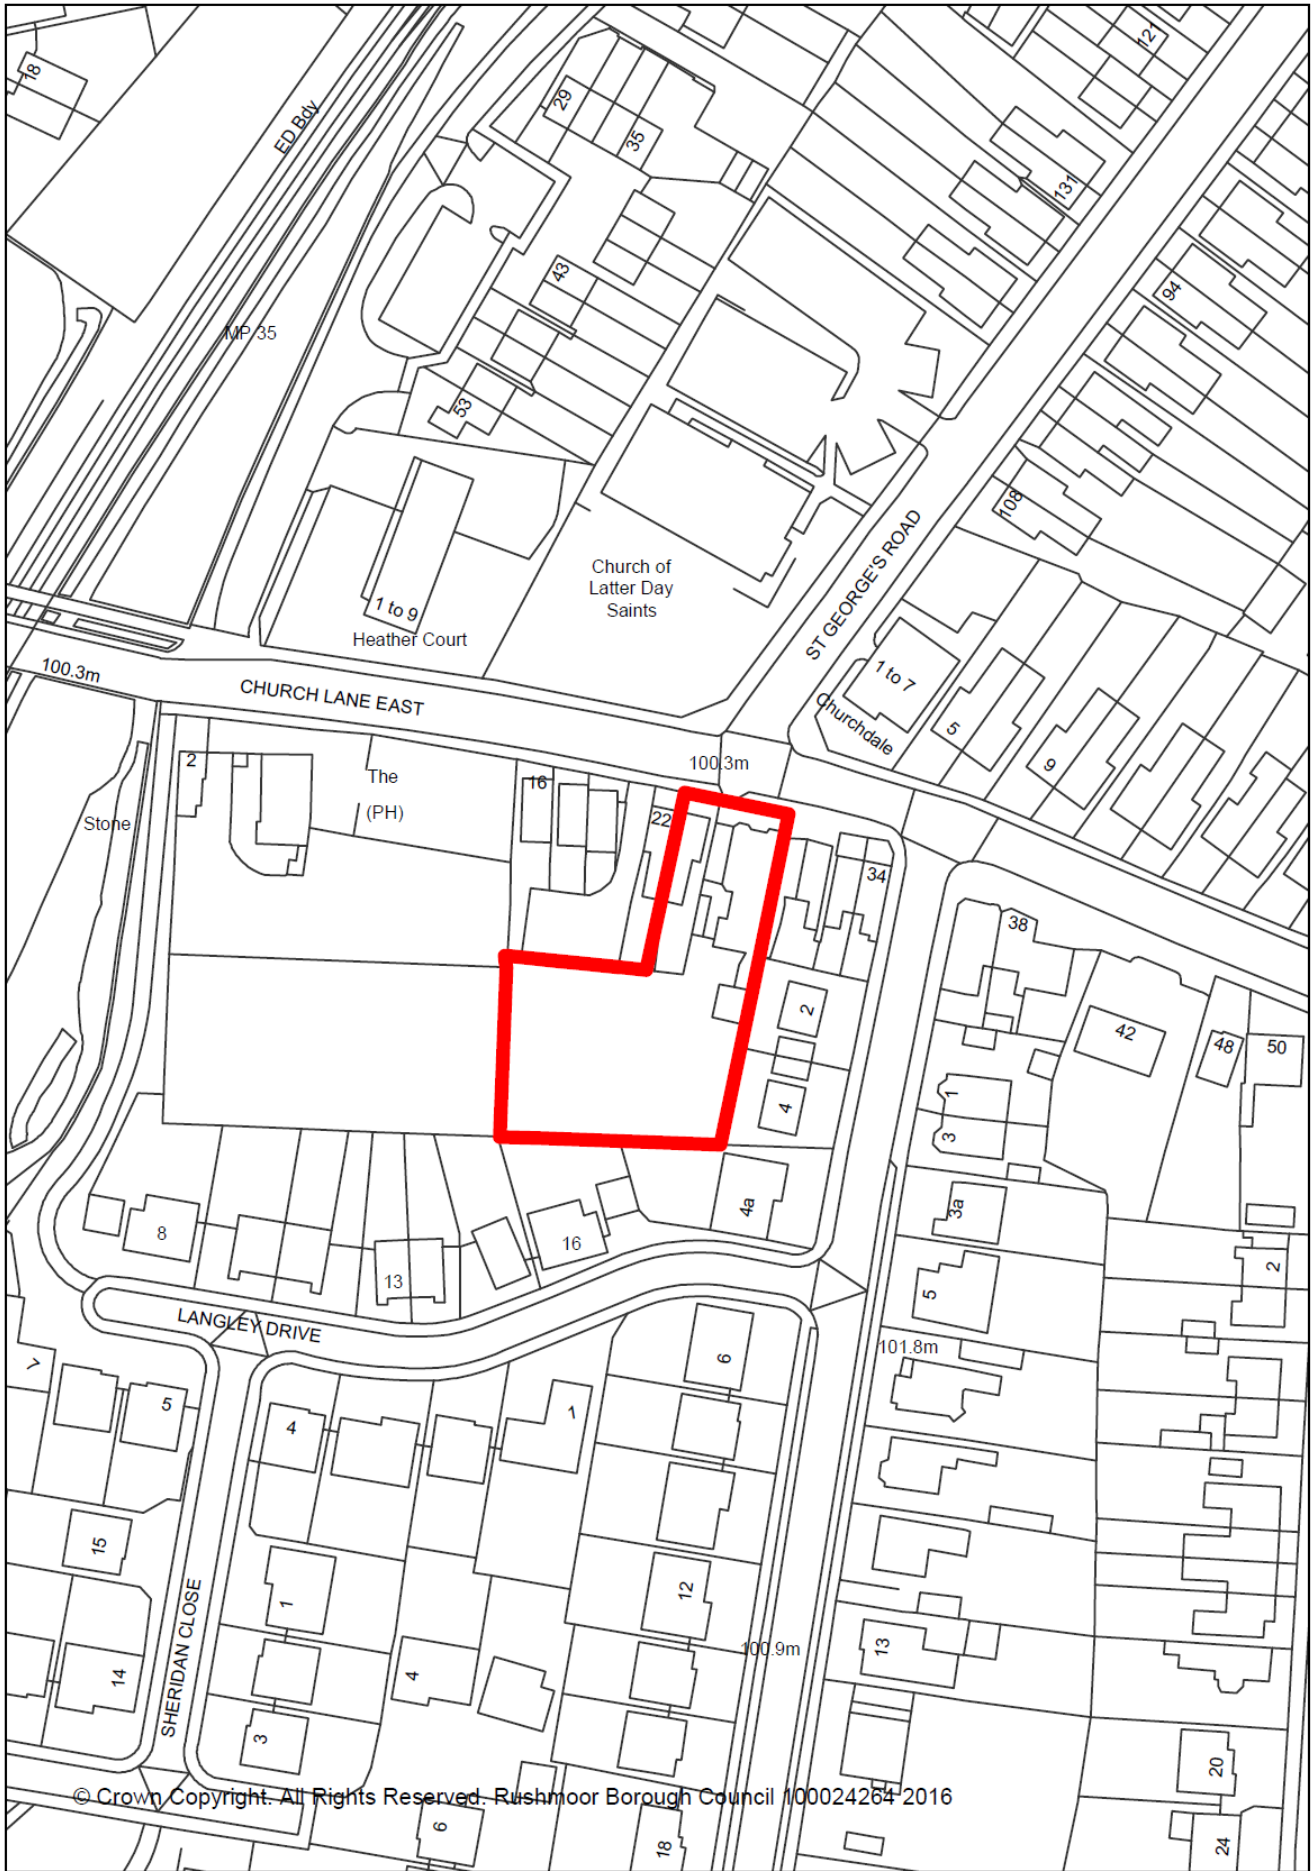 18
ED Bdy
29
35
121
131
43
94
MP 35
53
108
ST GEORGE'S ROAD
Church of
Latter Day
Saints
1 to 9
Heather Court
1 to 7
Churchdale
5
9
100.3m
CHURCH LANE EAST
100.3m
2
The
(PH)
16
22
Stone
34
38
2
42
48
50
4
1
3
3a
4a
8
16
13
5
2
LANGLEY DRIVE
101.8m
7
6
5
4
1
15
1
12
SHERIDAN CLOSE
14
4
100.9m
13
3
20
© Crown Copyright. All Rights Reserved. Rushmoor Borough Council 100024264 2016
6
18
24